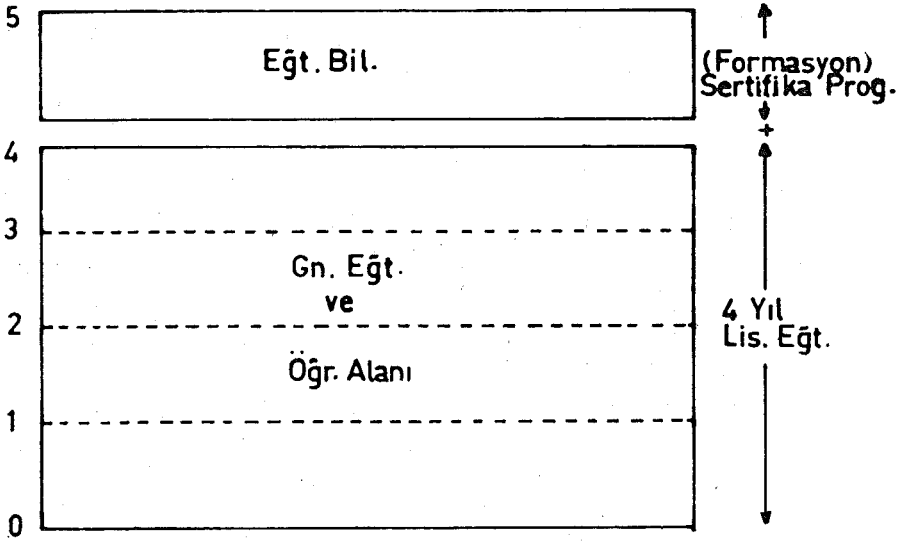 5
Eğt. Bil.
(Formasyon)
Sertifika Prog.
+
4
3
Gn. Eğt.
ve
2
4 Yıl
Lis. Eğt.
Öğr. Alanı
1
0